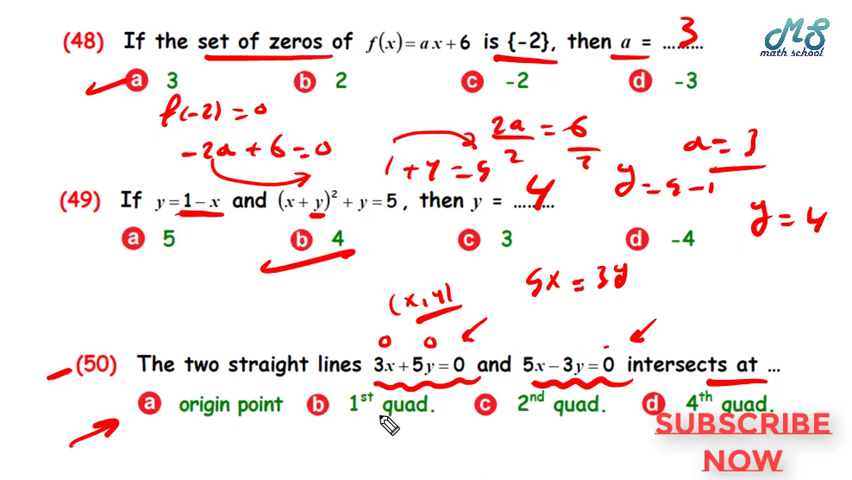 MS
math school
(48) If the set of zeros of f(x)=ax+6 is {-2}, then a = ..3......
a 3 b 2 c -2 d -3
f(-2)=0
-2a+6=0
2a/2 = 6/2
a=3
1+y=5
y=5-1
y=4
(49) If y=1-x and (x+y)²+y=5, then y = ...4......
a 5 b 4 c 3 d -4
5x=3y
(x,y)
0 0
(50) The two straight lines 3x+5y=0 and 5x-3y=0 intersects at ...
a origin point b 1st quad. c 2nd quad. d 4th quad.
SUBSCRIBE
NOW